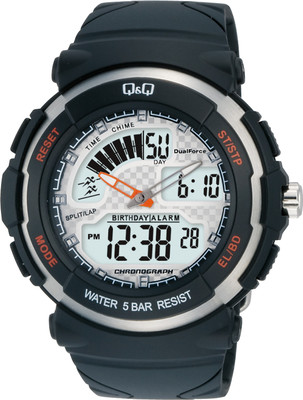 Q&Q
TIME CHIME
SU
DAY
DualForce
RESET
ST/STP
6:10
SPLIT/LAP
BIRTHDAY/ALARM
PM 12:38 28
MODE
EL/BD
CHRONOGRAPH
WATER 5 BAR RESIST